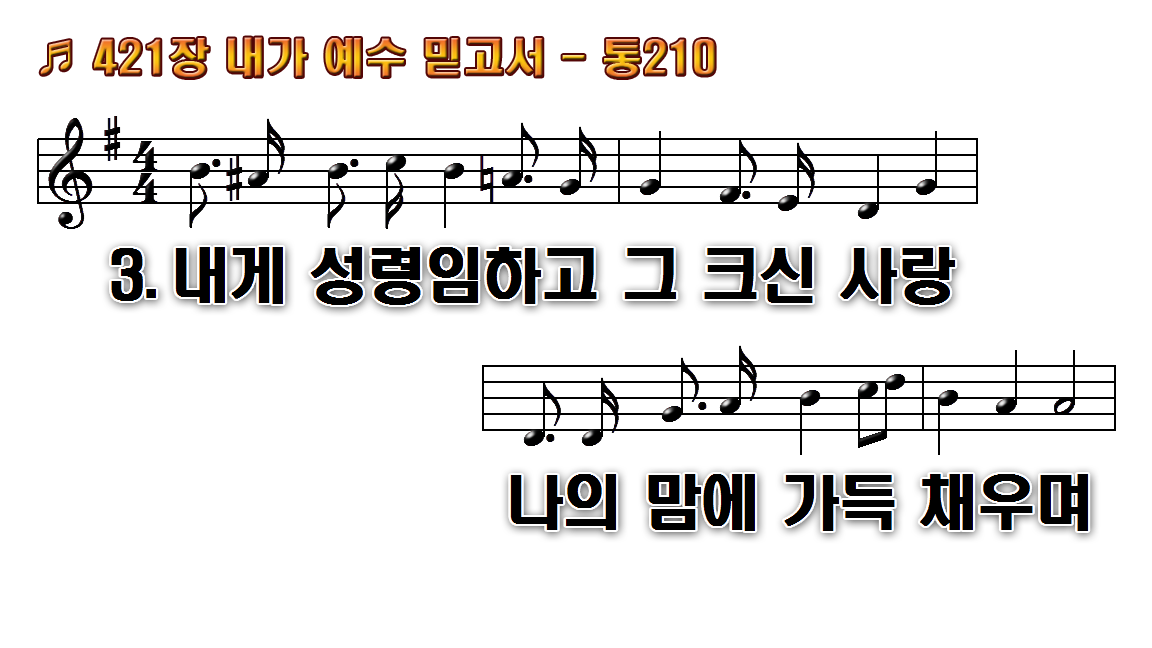 ♬ 421장 내가 예수 믿고서 - 통210
3. 내게 성령임하고 그 크신 사랑
나의 맘에 가득 채우며